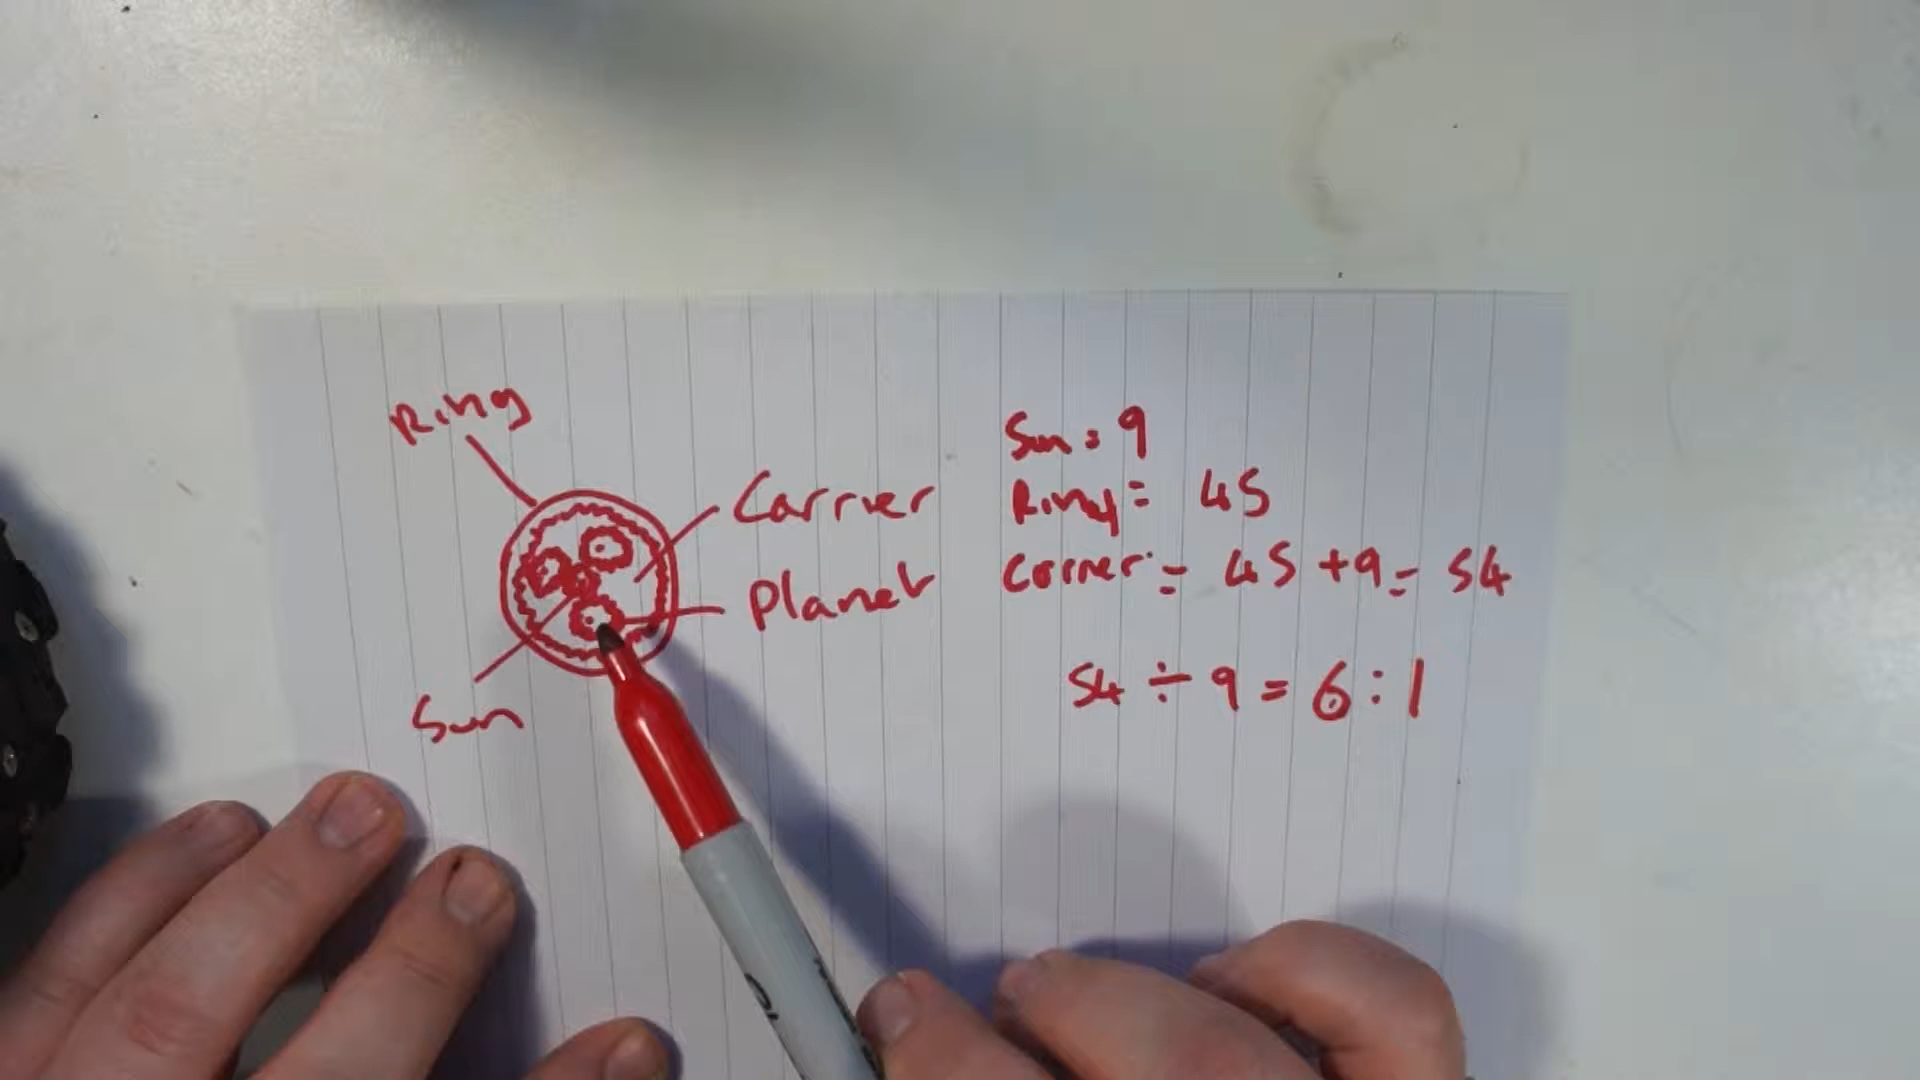 Ring
Carrier
Planet
Sun
Sun = 9
Ring = 45
Carrier = 45 + 9 = 54
54 ÷ 9 = 6 : 1